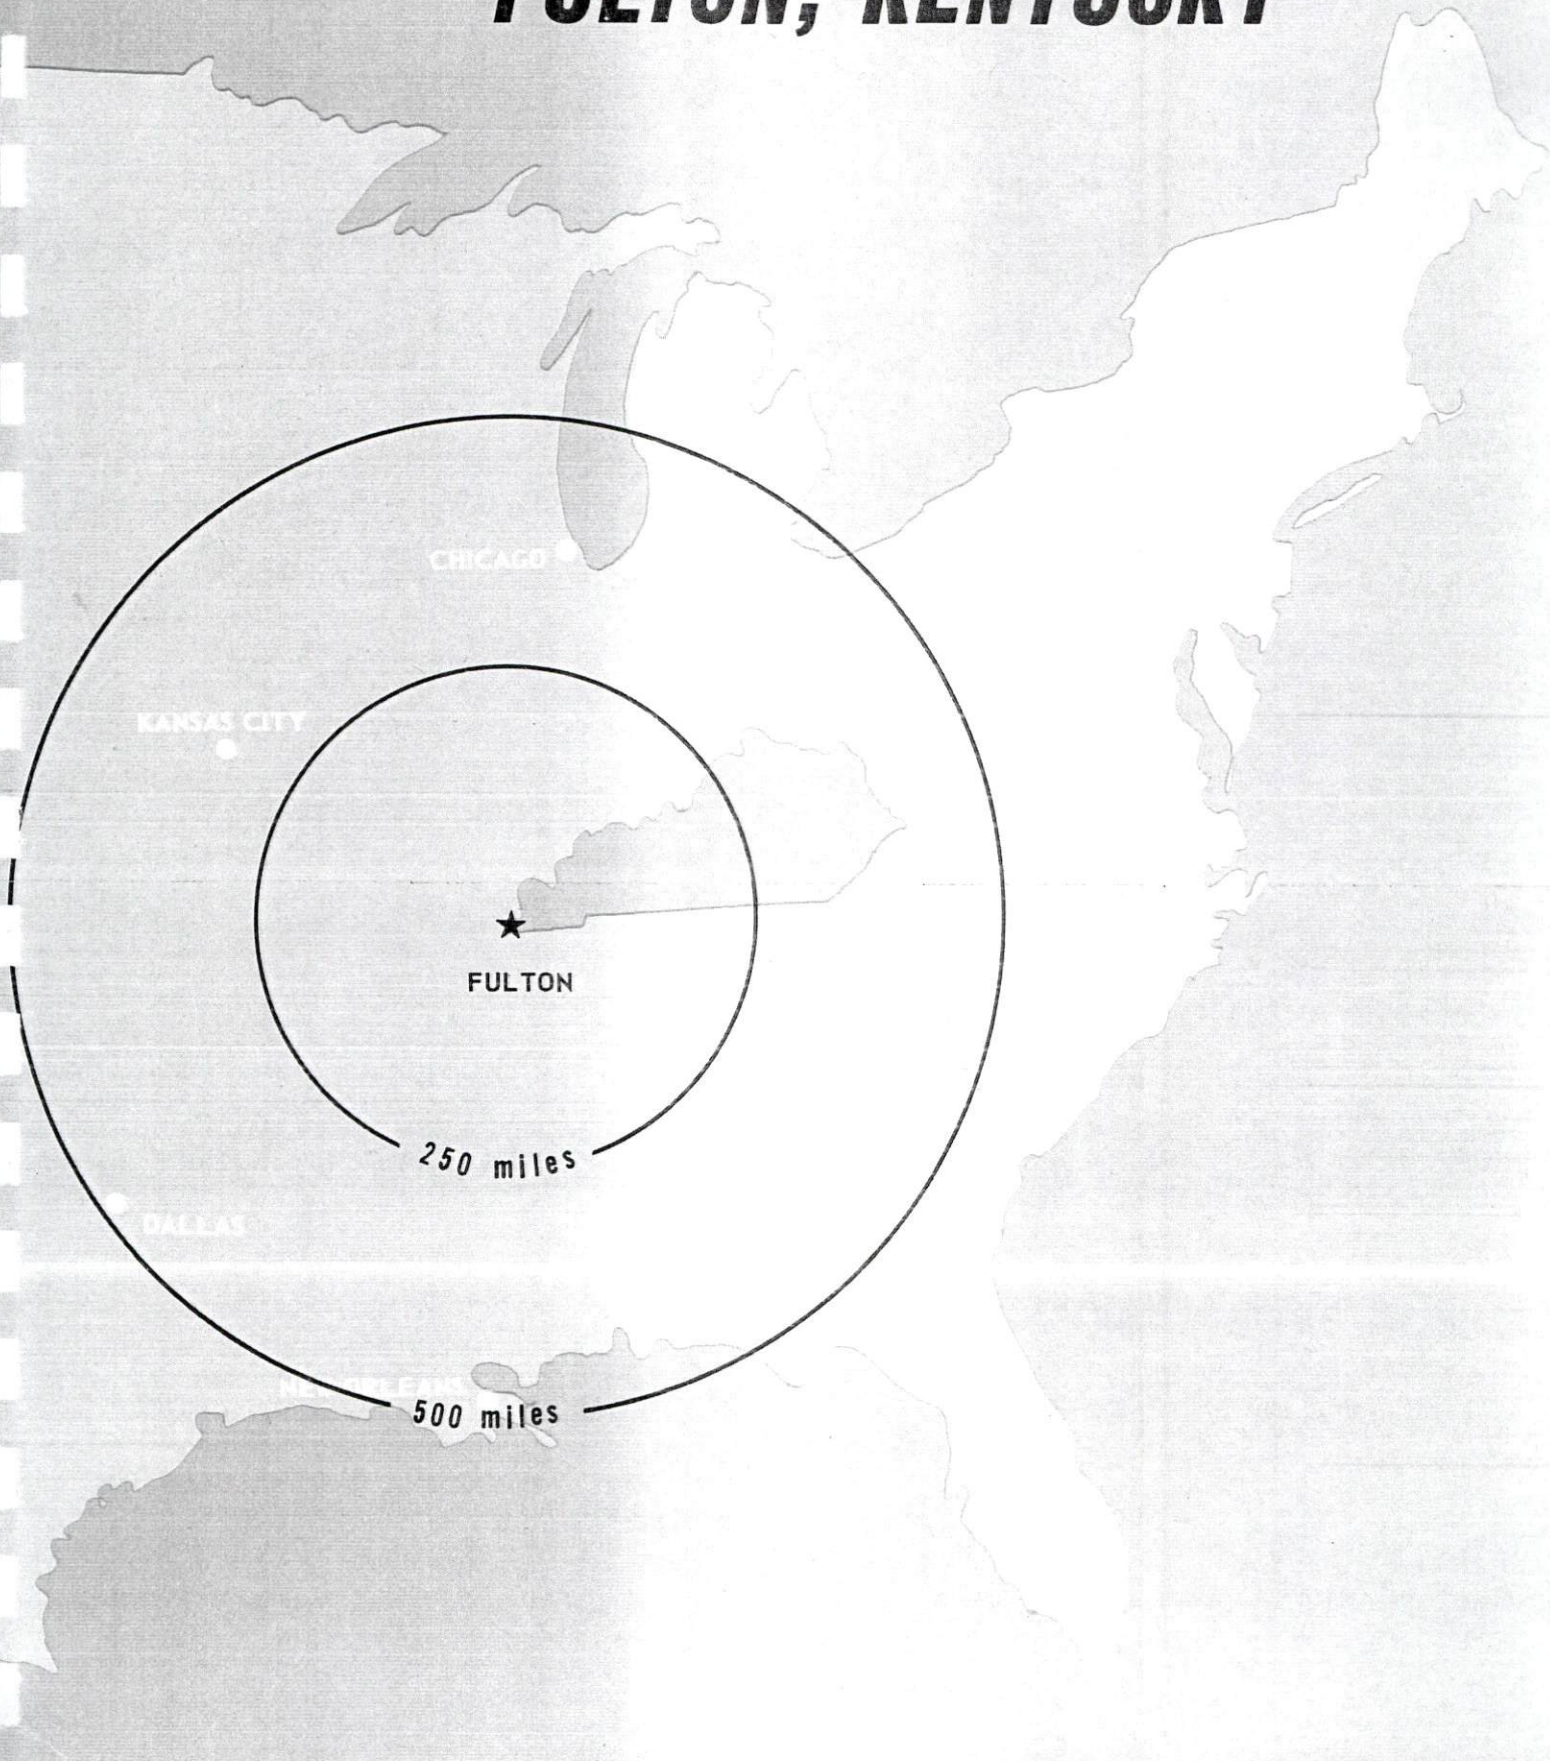 FULTON, KENTUCKY
CHICAGO
KANSAS CITY
FULTON
250 miles
DALLAS
NEW ORLEANS
500 miles